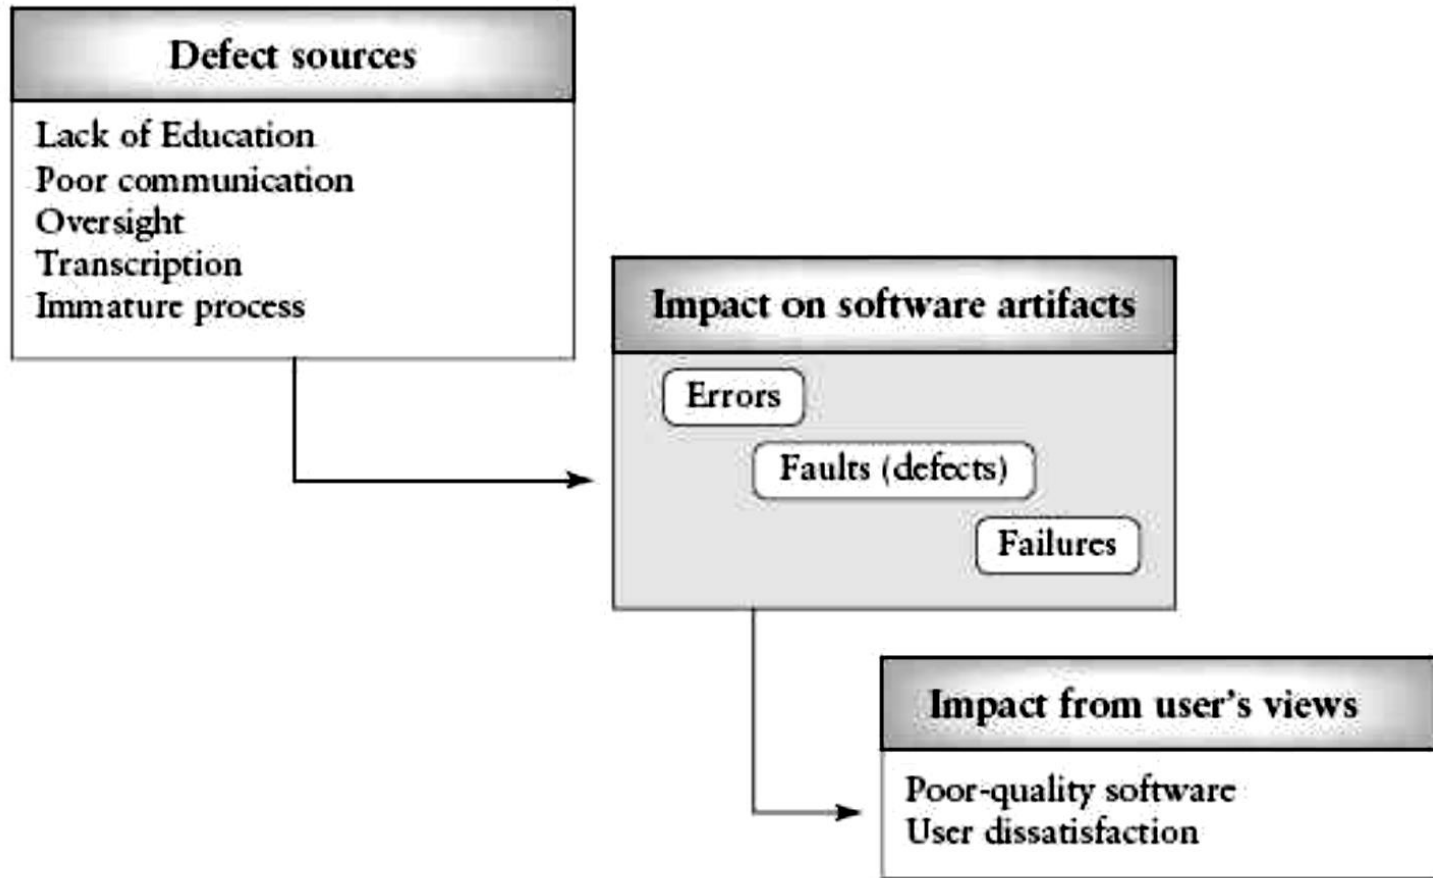 Defect sources
Lack of Education
Poor communication
Oversight
Transcription
Immature process
Impact on software artifacts
Errors
Faults (defects)
Failures
Impact from user's views
Poor-quality software
User dissatisfaction